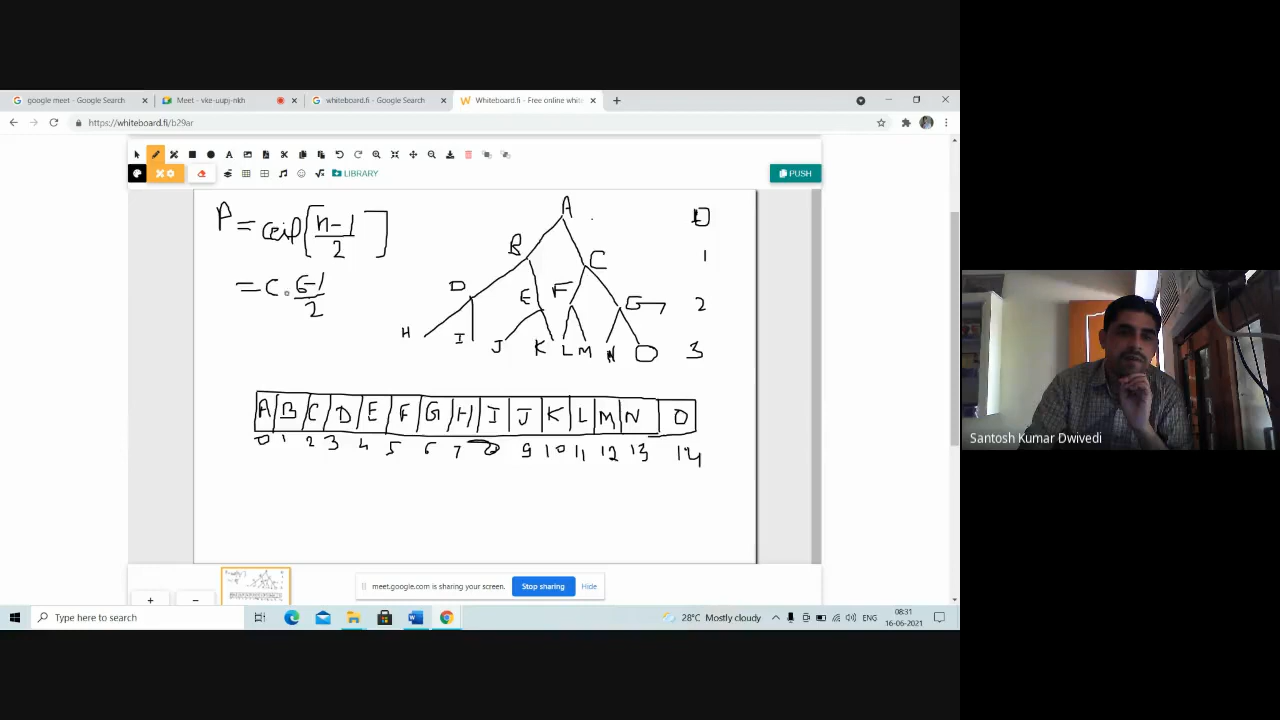 google meet - Google Search
Meet - vke-uupj-nkh
whiteboard.fi - Google Search
Whiteboard.fi - Free online white
https://whiteboard.fi/b29ar
A
LIBRARY
PUSH
P = ceil [n-1
2]
= C. 6-1
2
A
B
C
D
E
F
G
H
I
J
K
L
M
N
O
0
1
2
3
A B C D E F G H I J K L M N O
0 1 2 3 4 5 6 7 8 9 10 11 12 13 14
Santosh Kumar Dwivedi
meet.google.com is sharing your screen.
Stop sharing
Hide
+
-
Type here to search
28°C Mostly cloudy
ENG
08:31
16-06-2021